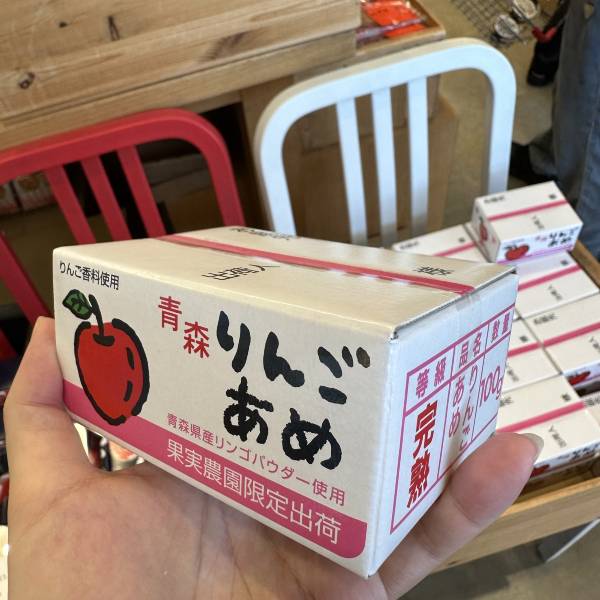 りんご香料使用
青森
りんご
あめ
青森県産リンゴパウダー使用
果実農園限定出荷
等級
品名
数量
完熟
りんご
あめ
100g